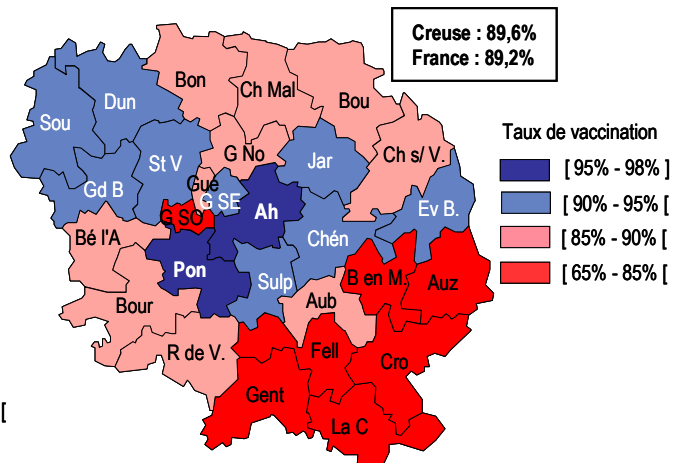 Creuse : 89,6%
France : 89,2%
Bon
Ch Mal
Bou
Dun
Sou
Taux de vaccination
[ 95% - 98% ]
[ 90% - 95% [
[ 85% - 90% [
[ 65% - 85% [
St V
G No
Jar
Ch s/ V.
Gd B
Gue
G SE
G SO
Ah
Ev B.
Bé l'A
Chén
Pon
Sulp
B en M.
Auz
Bour
Aub
R de V.
Fell
Cro
Gent
La C
[